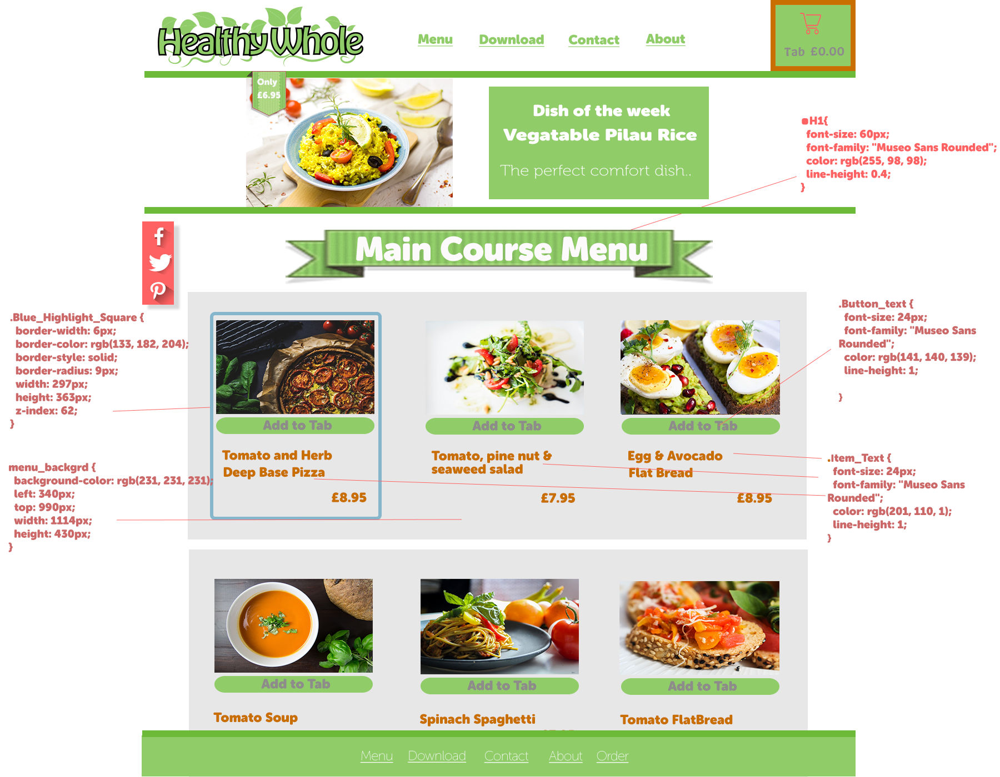 Healthy Whole
Menu Download Contact About
Tab £0.00
Only
£6.95
Dish of the week
Vegatable Pilau Rice
The perfect comfort dish..
H1{
font-size: 60px;
font-family: "Museo Sans Rounded";
color: rgb(255, 98, 98);
line-height: 0.4;
}
Main Course Menu
.Blue_Highlight_Square {
border-width: 6px;
border-color: rgb(133, 182, 204);
border-style: solid;
border-radius: 9px;
width: 297px;
height: 363px;
z-index: 62;
}
.Button_text {
font-size: 24px;
font-family: "Museo Sans
Rounded";
color: rgb(141, 140, 139);
line-height: 1;
}
Add to Tab
Tomato and Herb
Deep Base Pizza
£8.95
Add to Tab
Tomato, pine nut &
seaweed salad
£7.95
Add to Tab
Egg & Avocado
Flat Bread
£8.95
menu_backgrd {
background-color: rgb(231, 231, 231);
left: 340px;
top: 990px;
width: 1114px;
height: 430px;
}
.Item_Text {
font-size: 24px;
font-family: "Museo Sans
Rounded";
color: rgb(201, 110, 1);
line-height: 1;
}
Add to Tab
Tomato Soup
Add to Tab
Spinach Spaghetti
Add to Tab
Tomato FlatBread
Menu Download Contact About Order